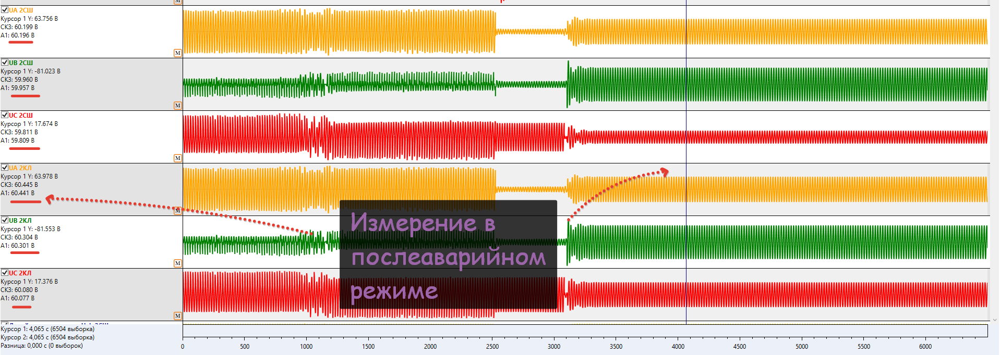 M
UA 2СШ
Курсор 1 Y: 63.756 В
СКЗ: 60.199 В
A1: 60.196 В
M
UB 2СШ
Курсор 1 Y: -81.023 В
СКЗ: 59.960 В
A1: 59.957 В
M
UC 2СШ
Курсор 1 Y: 17.674 В
СКЗ: 59.811 В
A1: 59.809 В
M
UA 2КЛ
Курсор 1 Y: 63.978 В
СКЗ: 60.445 В
A1: 60.441 В
M
UB 2КЛ
Курсор 1 Y: -81.553 В
СКЗ: 60.304 В
A1: 60.301 В
M
UC 2КЛ
Курсор 1 Y: 17.376 В
СКЗ: 60.080 В
A1: 60.077 В
M
Измерение в
послеаварийном
режиме
Курсор 1: 4,065 с (6504 выборка)
Курсор 2: 4,065 с (6504 выборка)
Разница: 0,000 с (0 выборок)
0 500 1000 1500 2000 2500 3000 3500 4000 4500 5000 5500 6000